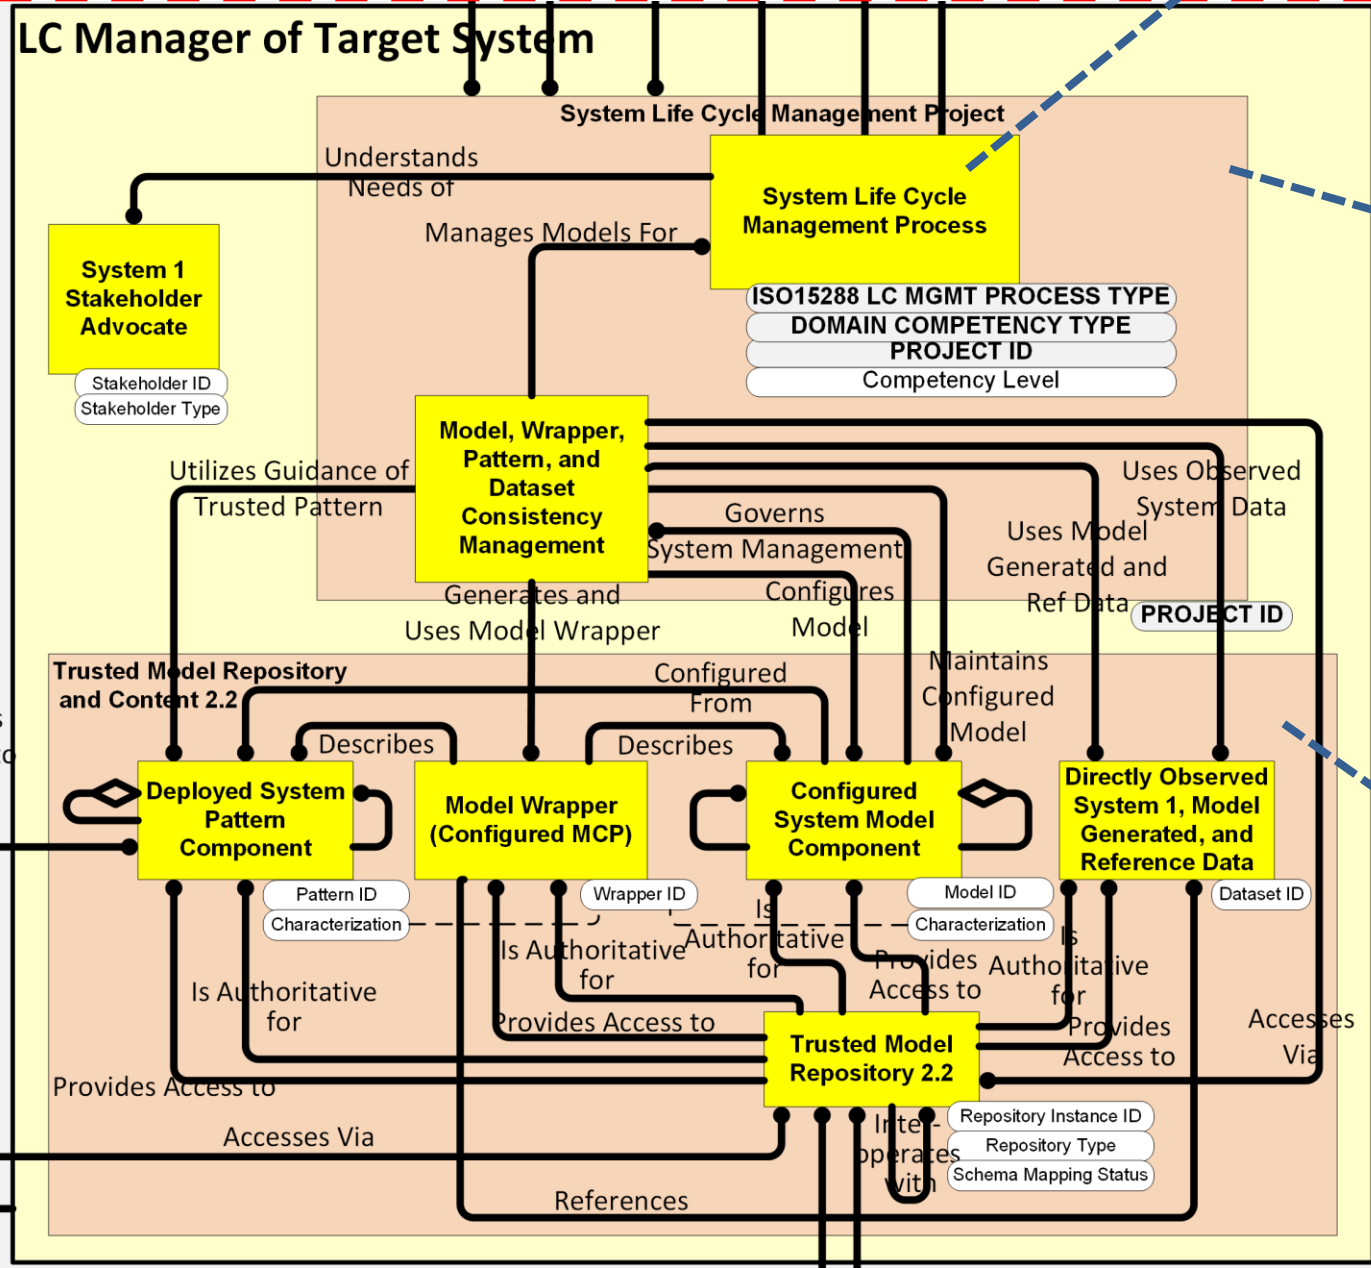 LC Manager of Target System
System Life Cycle Management Project
Understands
Needs of
System Life Cycle
Management Process
Manages Models For
System 1
Stakeholder
Advocate
ISO15288 LC MGMT PROCESS TYPE
DOMAIN COMPETENCY TYPE
PROJECT ID
Competency Level
Stakeholder ID
Stakeholder Type
Model, Wrapper,
Pattern, and
Dataset
Consistency
Management
Utilizes Guidance of
Trusted Pattern
Uses Observed
System Data
Governs
System Management
Uses Model
Generated and
Ref Data
Configures
Model
Generates and
Uses Model Wrapper
PROJECT ID
Trusted Model Repository
and Content 2.2
Configured
From
Maintains
Configured
Model
Describes
Describes
s
to
Deployed System
Pattern
Component
Model Wrapper
(Configured MCP)
Configured
System Model
Component
Directly Observed
System 1, Model
Generated, and
Reference Data
Pattern ID
Characterization
Wrapper ID
Model ID
Characterization
Dataset ID
Is Authoritative
for
Is Authoritative
for
Is
Authoritative
for
Provides
Access to
Is
Authoritative
for
Provides
Access to
Accesses
Via
Provides Access to
Provides Access to
Trusted Model
Repository 2.2
Accesses Via
Repository Instance ID
Repository Type
Schema Mapping Status
Inter-
operates
with
References